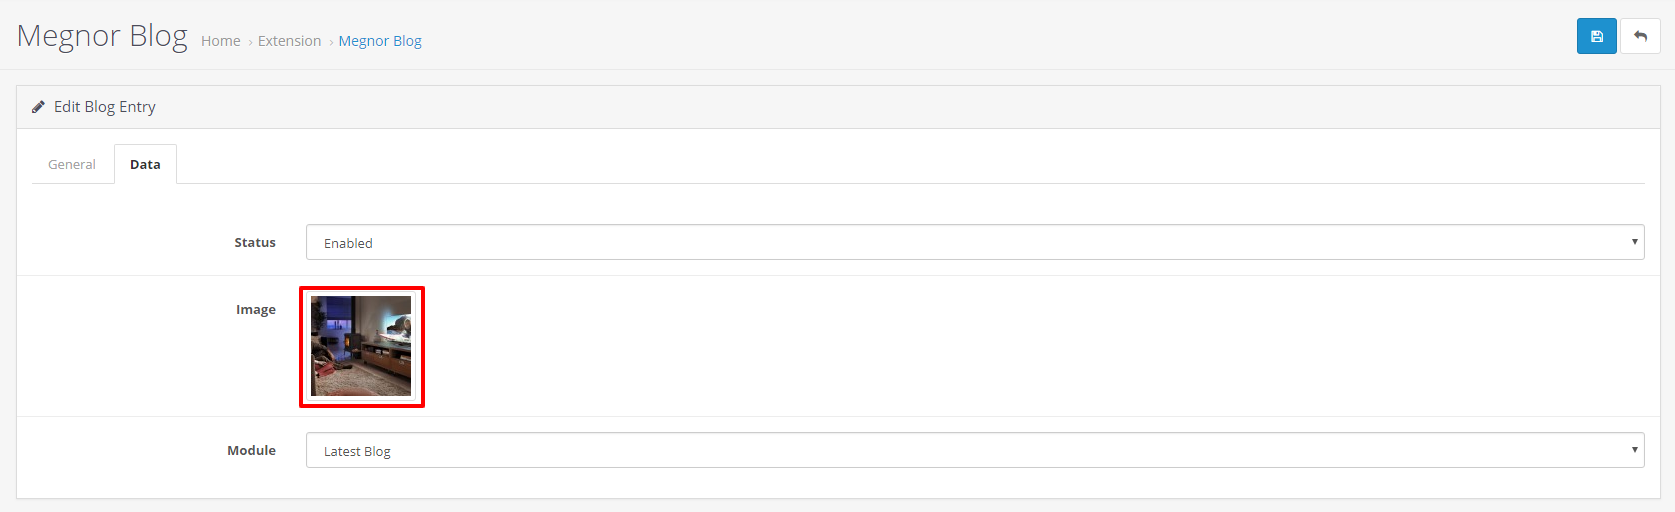 Megnor Blog Home › Extension › Megnor Blog
Edit Blog Entry
General Data
Status Enabled
Image
Module Latest Blog